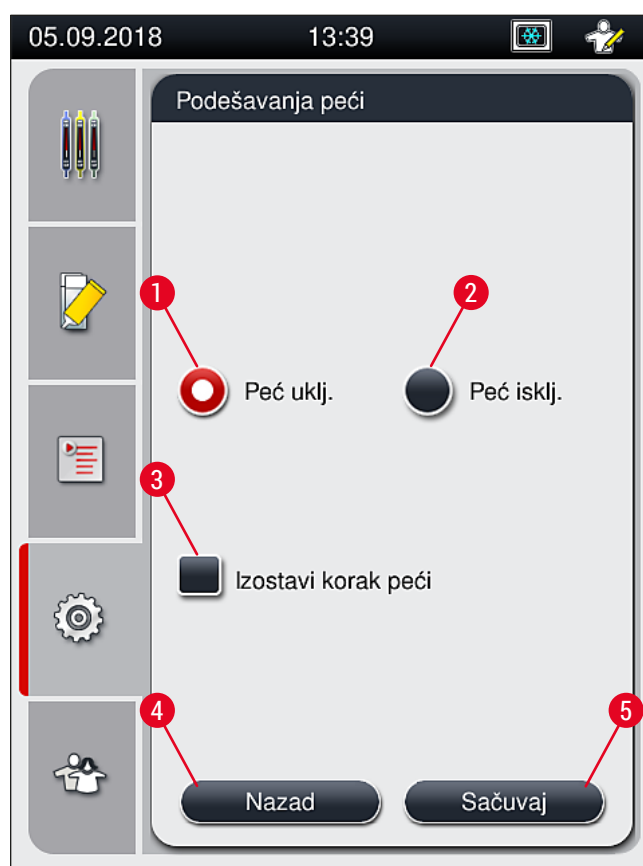 05.09.2018 13:39
Podešavanja peći
1 2
Peć uklj. Peć isklj.
3
Izostavi korak peći
4 5
Nazad Sačuvaj